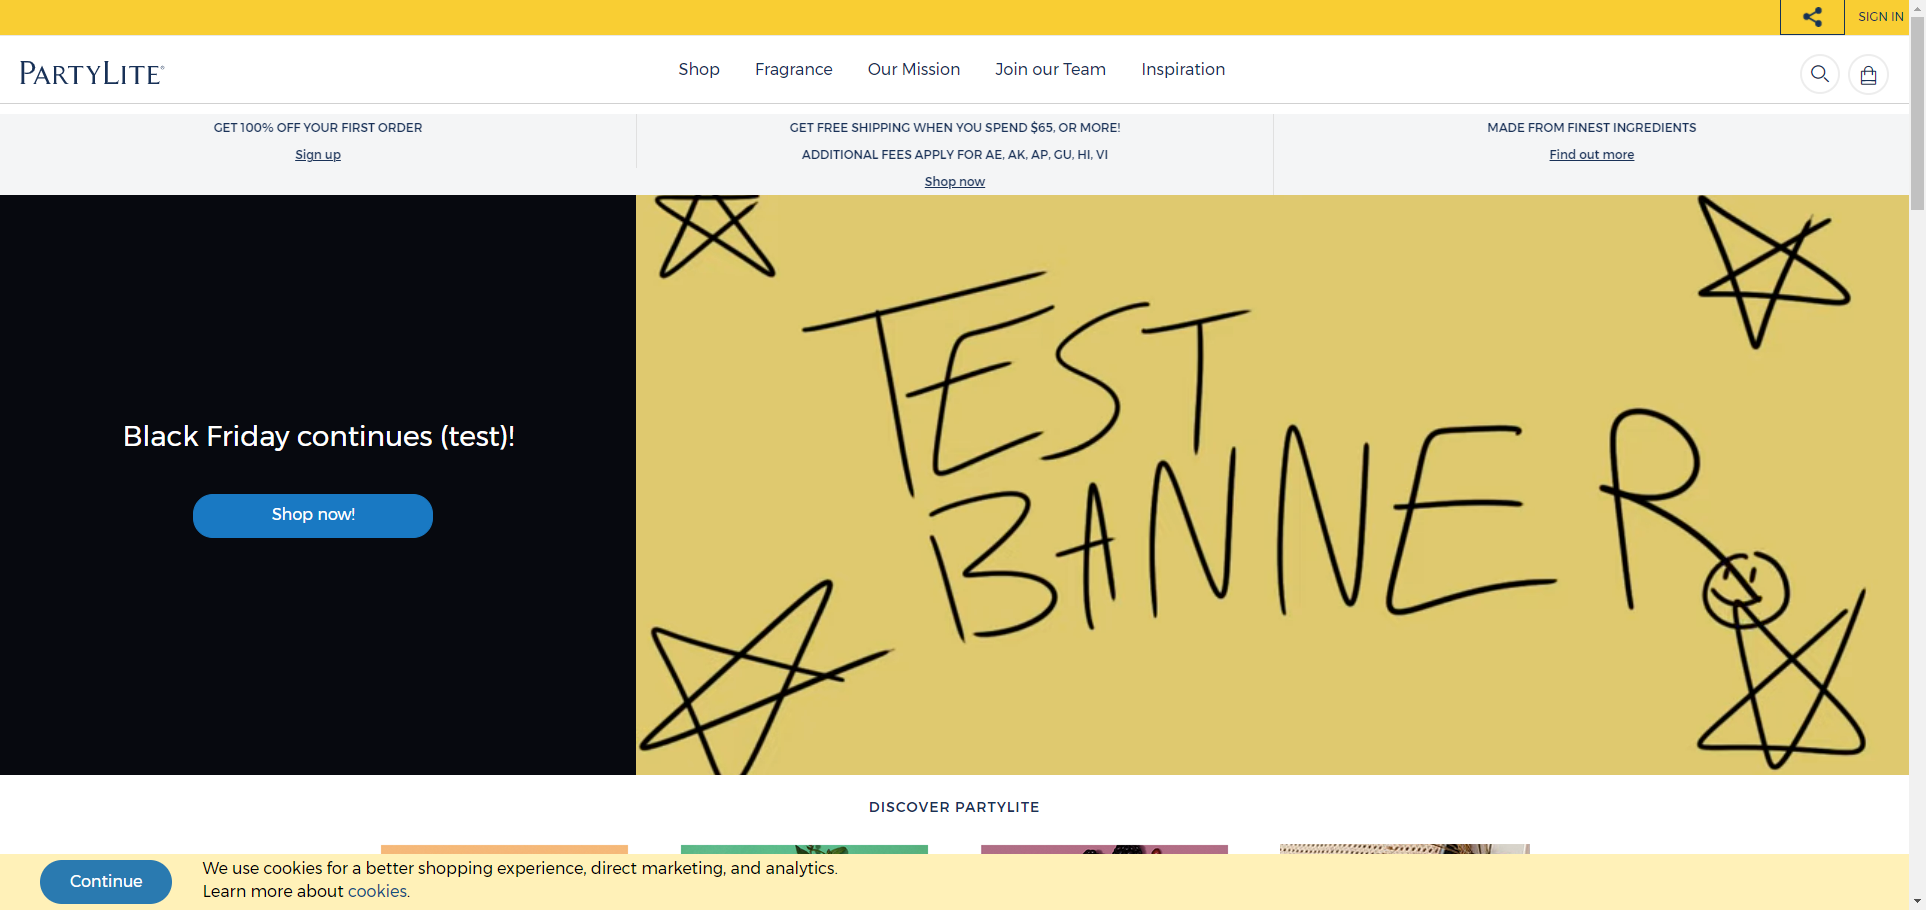 SIGN IN
PARTYLITE®
Shop
Fragrance
Our Mission
Join our Team
Inspiration
GET 100% OFF YOUR FIRST ORDER
Sign up
GET FREE SHIPPING WHEN YOU SPEND $65, OR MORE!
ADDITIONAL FEES APPLY FOR AE, AK, AP, GU, HI, VI
Shop now
MADE FROM FINEST INGREDIENTS
Find out more
Black Friday continues (test)!
Shop now!
TEST
BANNER
DISCOVER PARTYLITE
Continue
We use cookies for a better shopping experience, direct marketing, and analytics.
Learn more about cookies.